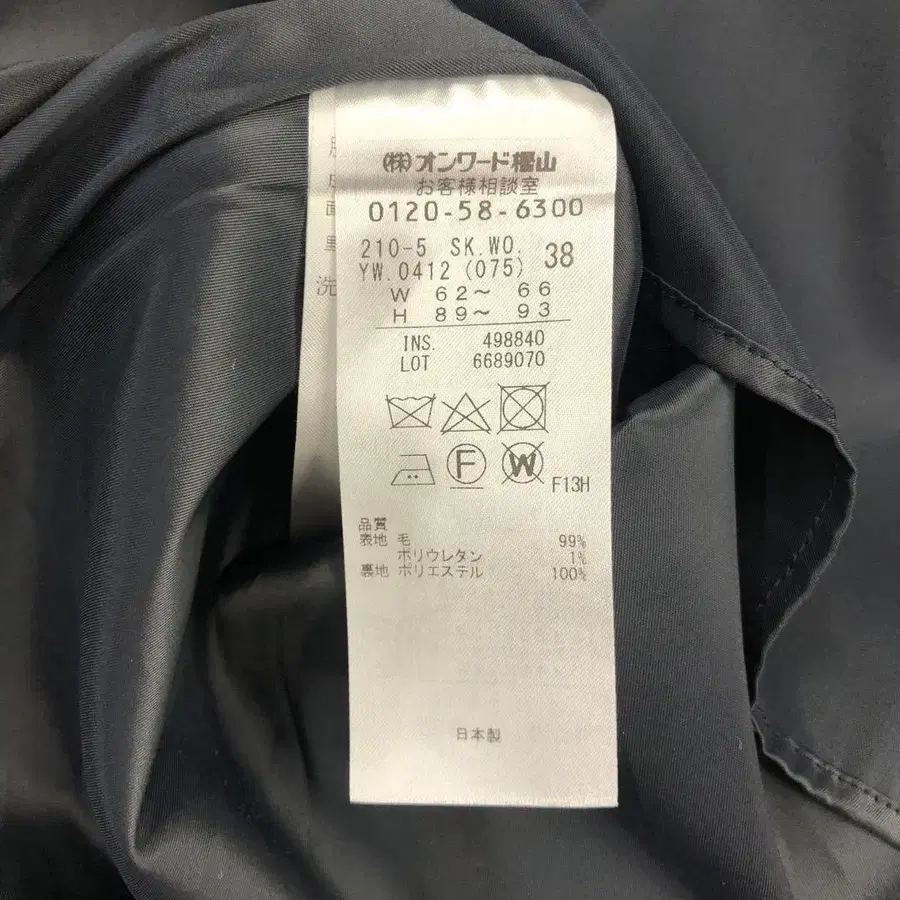 (株)オンワード樫山
お客様相談室
0120-58-6300
210-5 SK.WO. 38
YW.0412 (075)
W 62～ 66
H 89～ 93
INS. 498840
LOT 6689070
F W F13H
品質
表地 毛 99%
ポリウレタン 1%
裏地 ポリエステル 100%
日本製
面
里
洗